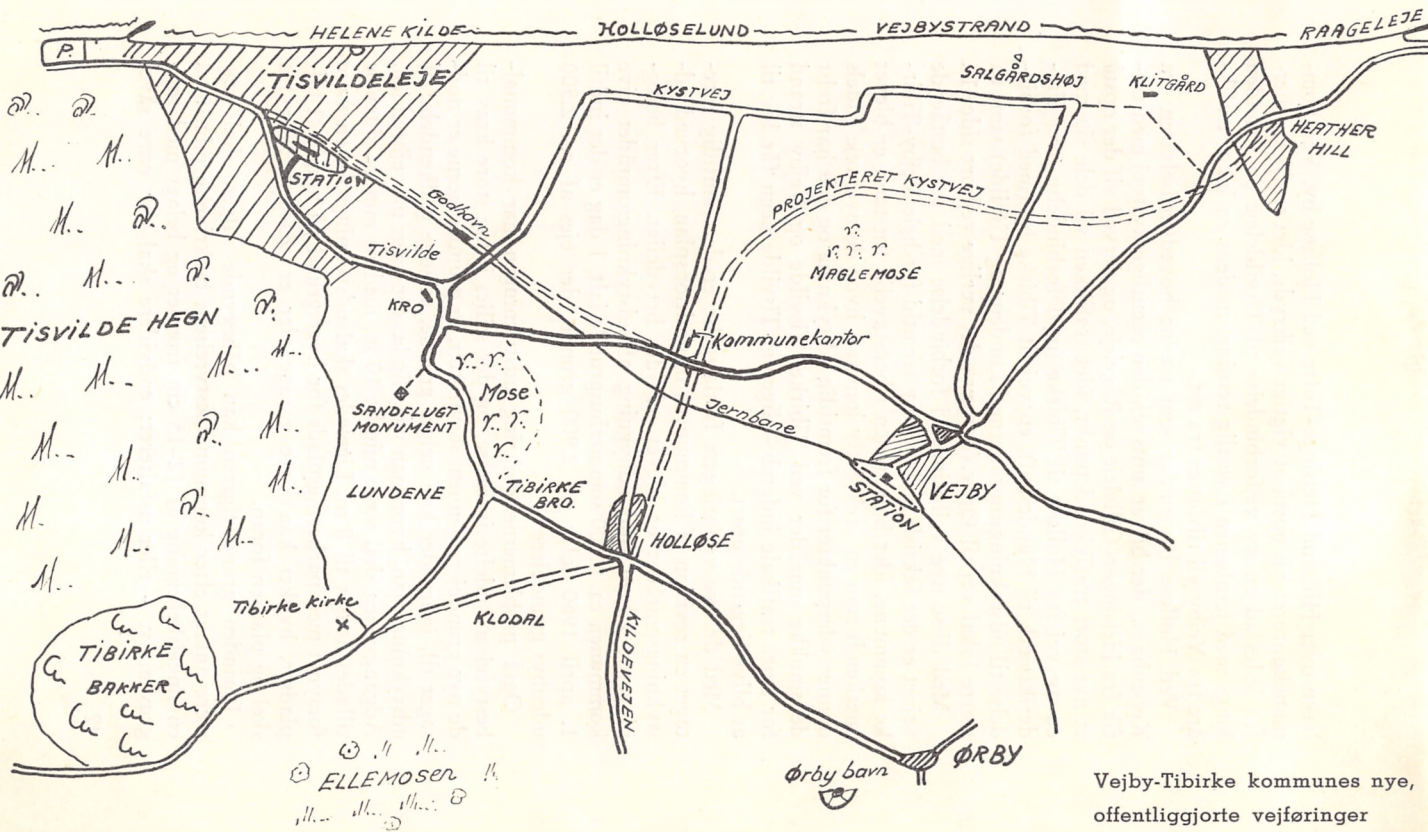 HELENE KILDE
HOLLØSELUND
VEJBYSTRAND
RAAGELEJE
P.
TISVILDELEJE
KYSTVEJ
SALGÅRDSHØJ
KLITGÅRD
HEATHER
HILL
STATION
Godhavn
PROJEKTERET KYSTVEJ
Tisvilde
MAGLEMOSE
KRO
TISVILDE HEGN
Kommunekontor
Mose
SANDFLUGT
MONUMENT
Jernbane
LUNDENE
TIBIRKE
BRO.
STATION
VEJBY
HOLLØSE
Tibirke Kirke
KLODAL
TIBIRKE
BAKKER
KILDEVEJEN
ELLEMOSEN
Ørby bavn
ØRBY
Vejby-Tibirke kommunes nye,
offentliggjorte vejføringer